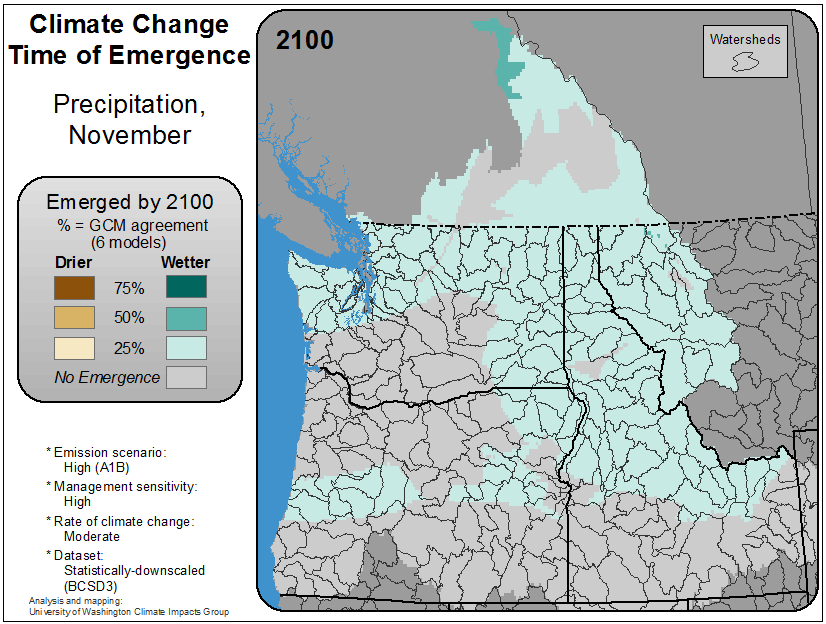 Climate Change
Time of Emergence
Precipitation,
November
2100
Watersheds
Emerged by 2100
% = GCM agreement
(6 models)
Drier Wetter
75%
50%
25%
No Emergence
* Emission scenario:
High (A1B)
* Management sensitivity:
High
* Rate of climate change:
Moderate
* Dataset:
Statistically-downscaled
(BCSD3)
Analysis and mapping:
University of Washington Climate Impacts Group